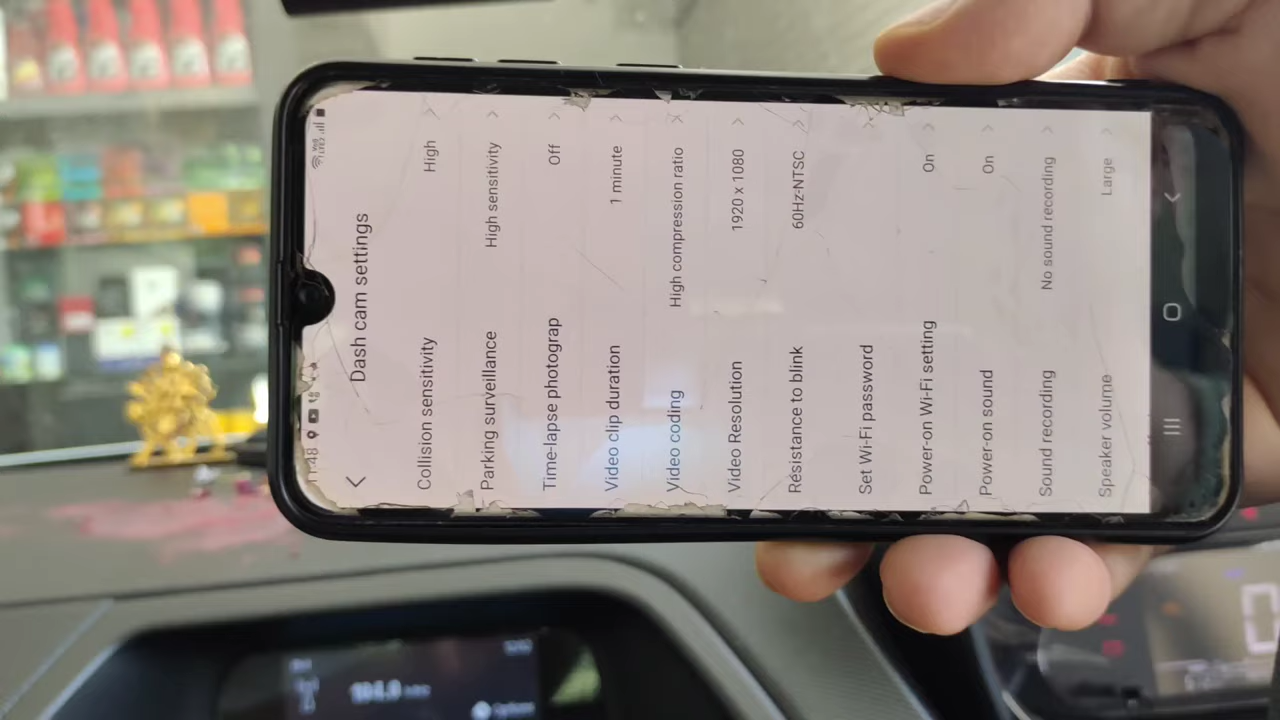 Dash cam settings
Collision sensitivity High
Parking surveillance High sensitivity
Time-lapse photograp Off
Video clip duration 1 minute
Video coding High compression ratio
Video Resolution 1920 x 1080
Resistance to blink 60Hz-NTSC
Set Wi-Fi password
Power-on Wi-Fi setting On
Power-on sound On
Sound recording No sound recording
Speaker volume Large